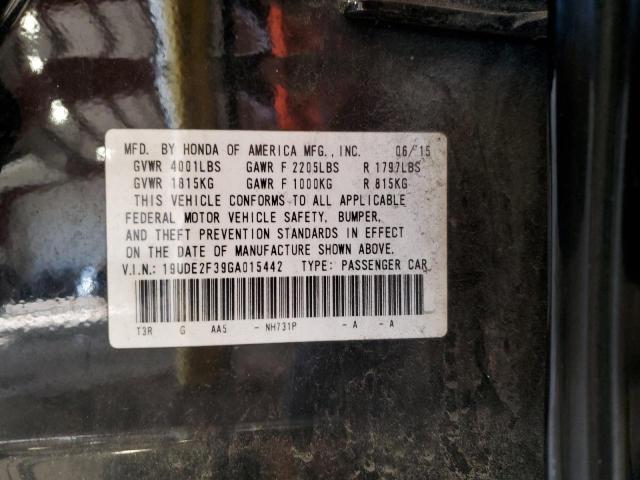 MFD. BY HONDA OF AMERICA MFG., INC. 06/15
GVWR 4001LBS GAWR F 2205LBS R 1797LBS
GVWR 1815KG GAWR F 1000KG R 815KG
THIS VEHICLE CONFORMS TO ALL APPLICABLE
FEDERAL MOTOR VEHICLE SAFETY, BUMPER,
AND THEFT PREVENTION STANDARDS IN EFFECT
ON THE DATE OF MANUFACTURE SHOWN ABOVE.
V.I.N.: 19UDE2F39GA015442 TYPE: PASSENGER CAR
T3R G AA5 - NH731P - A - A